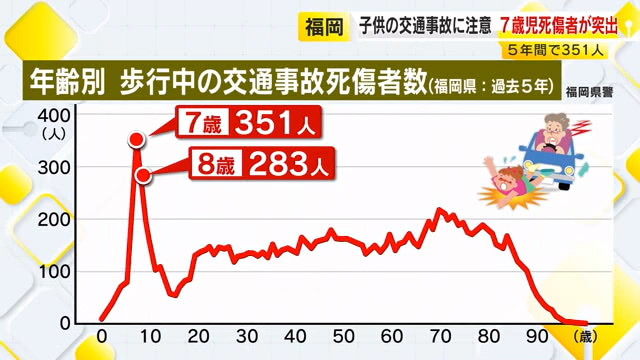 福岡 子供の交通事故に注意 7歳児死傷者が突出
5年間で351人
年齢別 歩行中の交通事故死傷者数(福岡県:過去5年)
福岡県警
400
(人)
7歳 351人
8歳 283人
300
200
100
0
0 10 20 30 40 50 60 70 80 90 (歳)